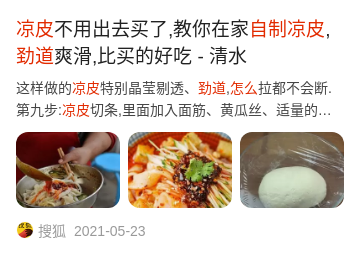 凉皮不用出去买了,教你在家自制凉皮,
劲道爽滑,比买的好吃 - 清水
这样做的凉皮特别晶莹剔透、劲道,怎么拉都不会断.
第九步:凉皮切条,里面加入面筋、黄瓜丝、适量的...
搜狐 2021-05-23